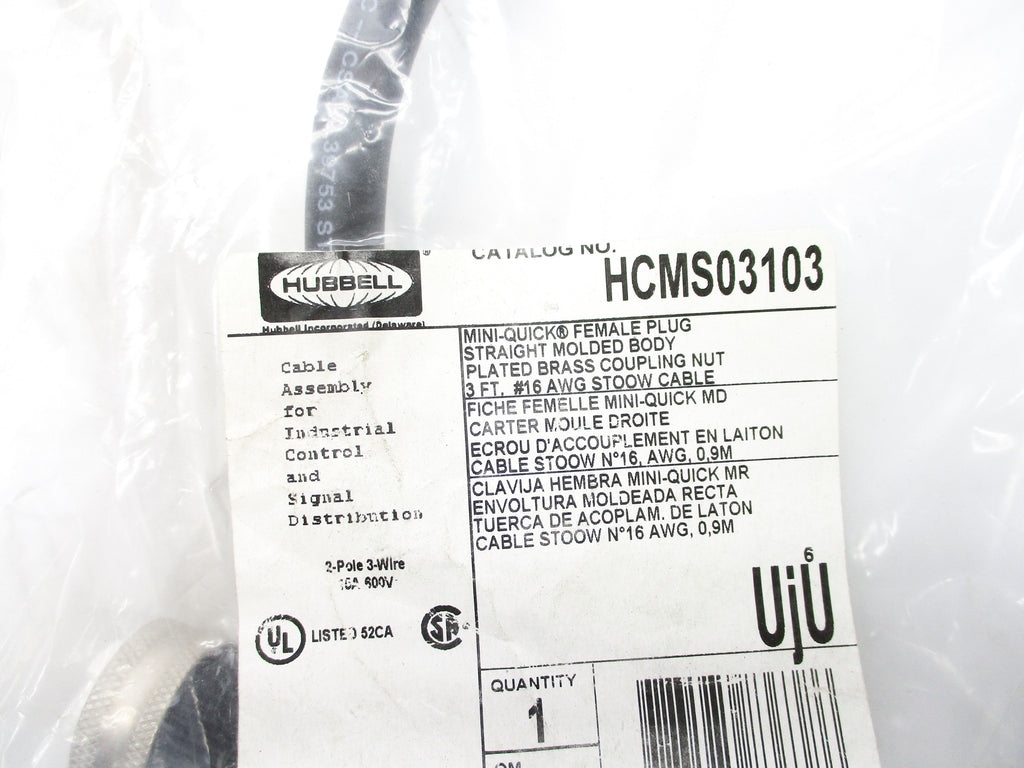 39753
HUBBELL®
Hubbell Incorporated (Delaware)
CATALOG NO.
HCMS03103
Cable
Assembly
for
Industrial
Control
and
Signal
Distribution
2-Pole 3-Wire
600V
UL LISTED 52CA
SA
MINI-QUICK® FEMALE PLUG
STRAIGHT MOLDED BODY
PLATED BRASS COUPLING NUT
3 FT. #16 AWG STOOW CABLE
FICHE FEMELLE MINI-QUICK MD
CARTER MOULE DROITE
ECROU D'ACCOUPLEMENT EN LAITON
CABLE STOOW N°16, AWG, 0,9M
CLAVIJA HEMBRA MINI-QUICK MR
ENVOLTURA MOLDEADA RECTA
TUERCA DE ACOPLAM. DE LATON
CABLE STOOW N°16 AWG, 0,9M
6
UjU
QUANTITY
1